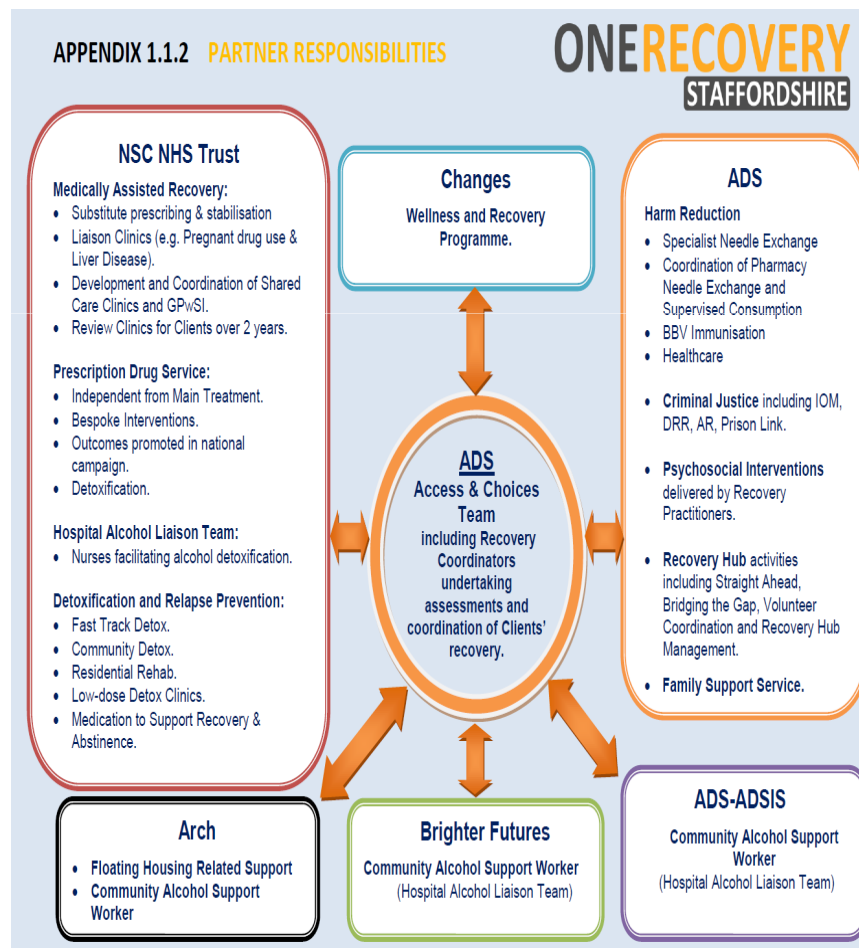 APPENDIX 1.1.2 PARTNER RESPONSIBILITIES
ONERECOVERY
STAFFORDSHIRE
NSC NHS Trust
Medically Assisted Recovery:
• Substitute prescribing & stabilisation
• Liaison Clinics (e.g. Pregnant drug use &
Liver Disease).
• Development and Coordination of Shared
Care Clinics and GPwSI.
• Review Clinics for Clients over 2 years.
Prescription Drug Service:
• Independent from Main Treatment.
• Bespoke Interventions.
• Outcomes promoted in national
campaign.
• Detoxification.
Hospital Alcohol Liaison Team:
• Nurses facilitating alcohol detoxification.
Detoxification and Relapse Prevention:
• Fast Track Detox.
• Community Detox.
• Residential Rehab.
• Low-dose Detox Clinics.
• Medication to Support Recovery &
Abstinence.
Changes
Wellness and Recovery
Programme.
ADS
Access & Choices
Team
including Recovery
Coordinators
undertaking
assessments and
coordination of Clients'
recovery.
ADS
Harm Reduction
• Specialist Needle Exchange
• Coordination of Pharmacy
Needle Exchange and
Supervised Consumption
• BBV Immunisation
• Healthcare
• Criminal Justice including IOM,
DRR, AR, Prison Link.
• Psychosocial Interventions
delivered by Recovery
Practitioners.
• Recovery Hub activities
including Straight Ahead,
Bridging the Gap, Volunteer
Coordination and Recovery Hub
Management.
• Family Support Service.
Arch
• Floating Housing Related Support
• Community Alcohol Support
Worker
Brighter Futures
Community Alcohol Support Worker
(Hospital Alcohol Liaison Team)
ADS-ADSIS
Community Alcohol Support
Worker
(Hospital Alcohol Liaison Team)